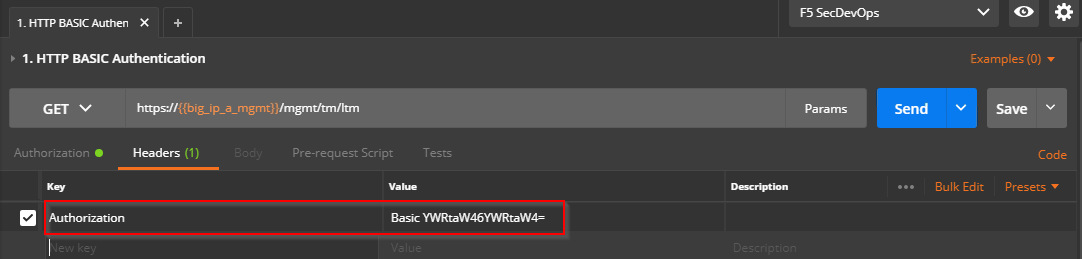 1. HTTP BASIC Authen × +
F5 SecDevOps
1. HTTP BASIC Authentication
Examples (0)
GET https://{{big_ip_a_mgmt}}/mgmt/tm/ltm Params Send Save
Authorization Headers (1) Body Pre-request Script Tests Code
Key Value Description ••• Bulk Edit Presets
Authorization Basic YWRtaW46YWRtaW4=
New key Value Description